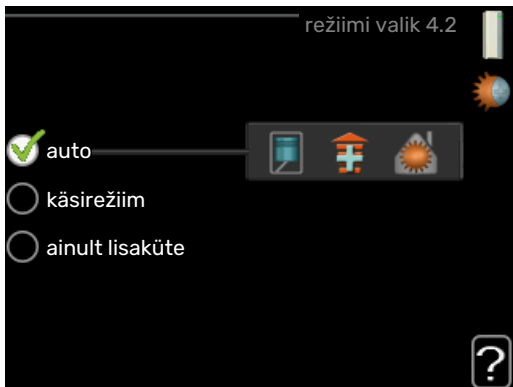 režiimi valik 4.2
auto
käsirežiim
ainult lisaküte
?